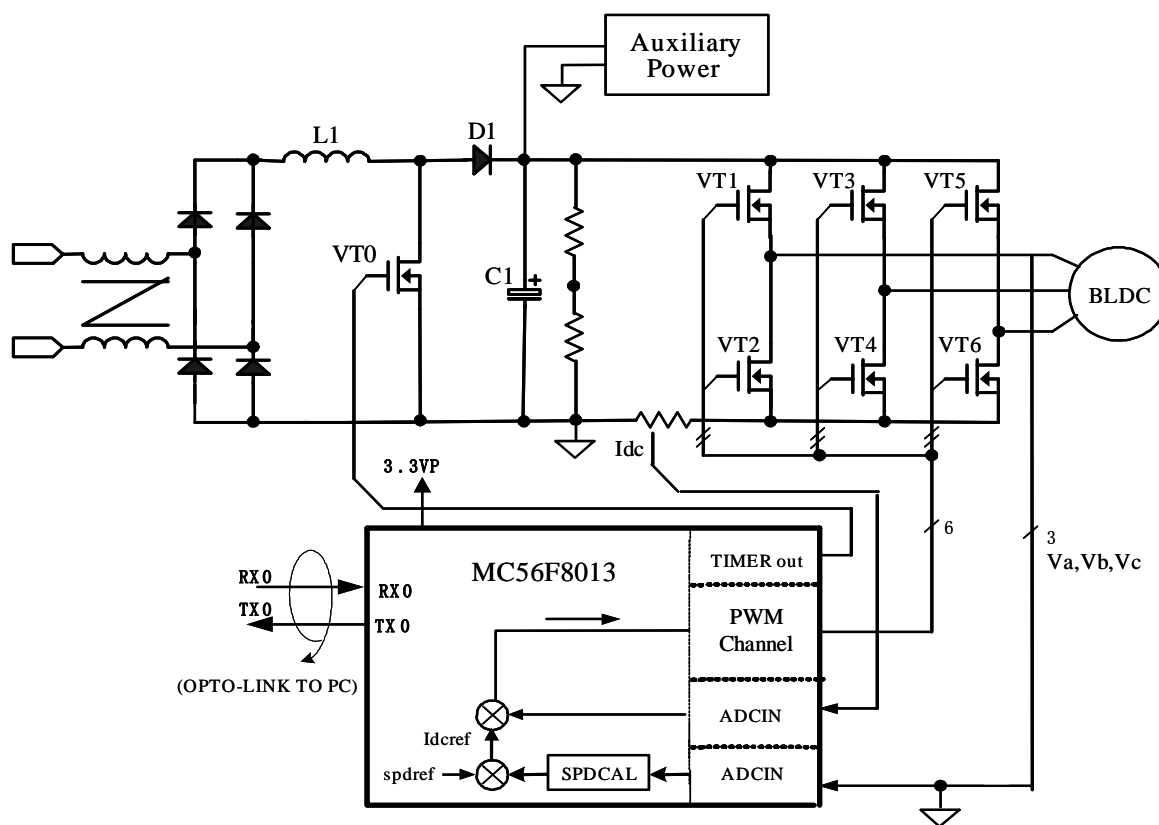 Auxiliary
Power
L1
D1
VT1
VT3
VT5
VT0
C1
+
BLDC
VT2
VT4
VT6
Idc
3.3VP
6
3
Va,Vb,Vc
MC56F8013
TIMER out
RX0
RX0
TX0
TX0
PWM
Channel
(OPTO-LINK TO PC)
ADCIN
Idcref
spdref
SPDCAL
ADCIN